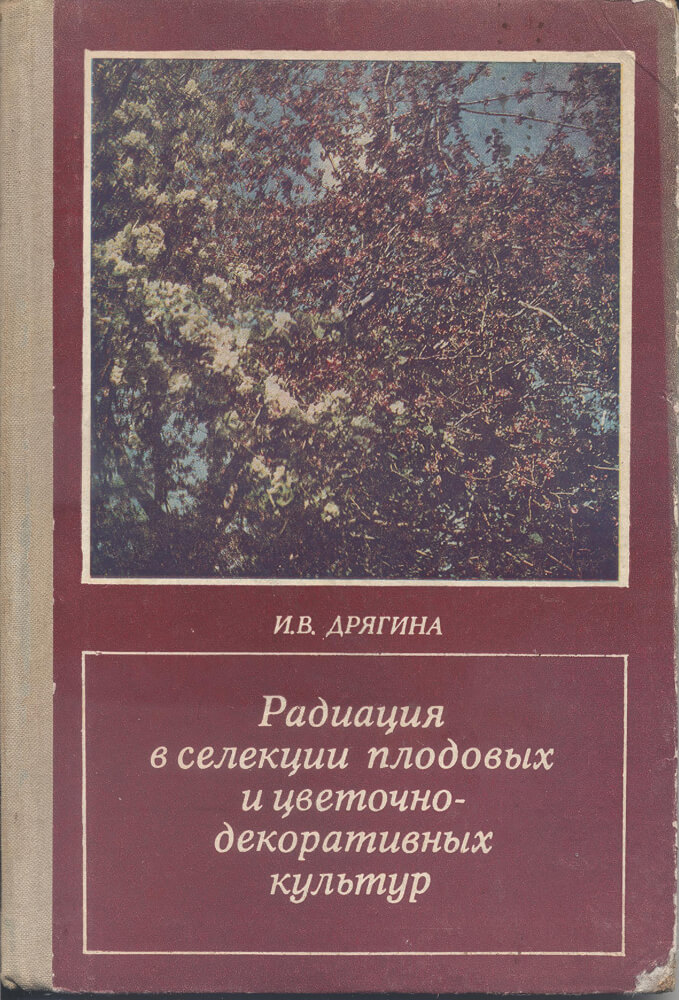 И.В. ДРЯГИНА
Радиация
в селекции плодовых
и цветочно-
декоративных
культур